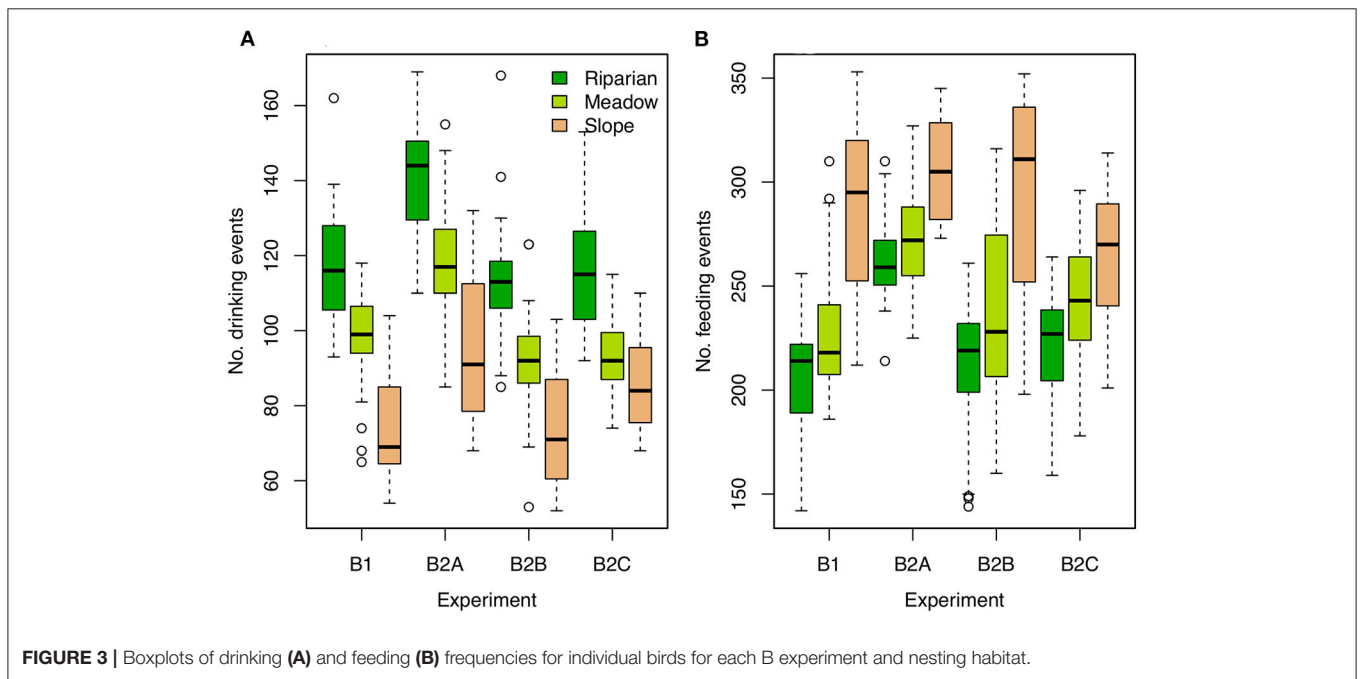 A
B
No. drinking events
160
140
120
100
80
60
Riparian
Meadow
Slope
B1 B2A B2B B2C
Experiment
No. feeding events
350
300
250
200
150
B1 B2A B2B B2C
Experiment
FIGURE 3 | Boxplots of drinking (A) and feeding (B) frequencies for individual birds for each B experiment and nesting habitat.